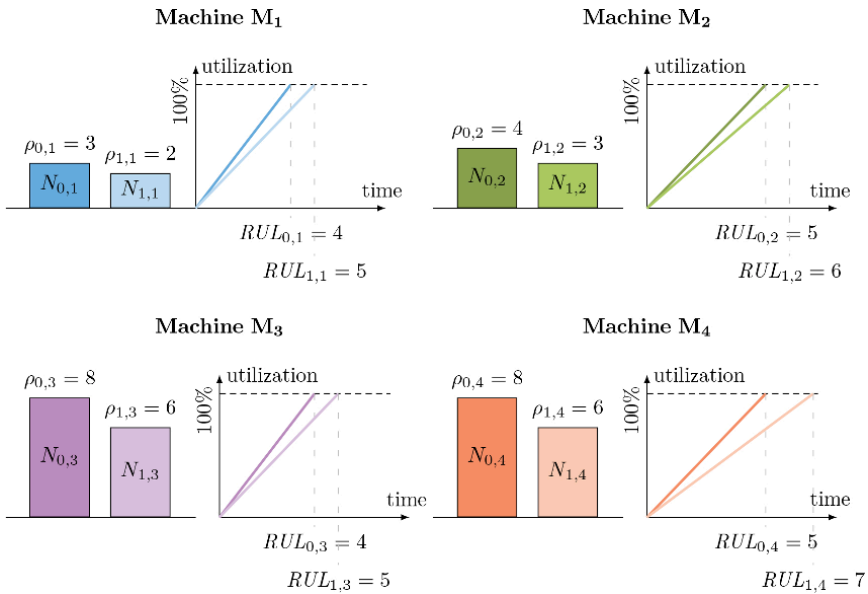 Machine M₁
utilization
100%
ρ₀,₁ = 3
ρ₁,₁ = 2
N₀,₁
N₁,₁
time
RUL₀,₁ = 4
RUL₁,₁ = 5
Machine M₂
utilization
100%
ρ₀,₂ = 4
ρ₁,₂ = 3
N₀,₂
N₁,₂
time
RUL₀,₂ = 5
RUL₁,₂ = 6
Machine M₃
utilization
100%
ρ₀,₃ = 8
ρ₁,₃ = 6
N₀,₃
N₁,₃
time
RUL₀,₃ = 4
RUL₁,₃ = 5
Machine M₄
utilization
100%
ρ₀,₄ = 8
ρ₁,₄ = 6
N₀,₄
N₁,₄
time
RUL₀,₄ = 5
RUL₁,₄ = 7